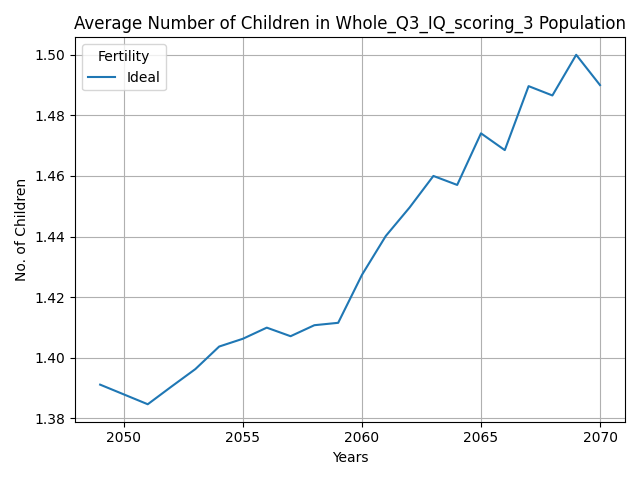 Average Number of Children in Whole_Q3_IQ_scoring_3 Population
Fertility
Ideal
No. of Children
1.50
1.48
1.46
1.44
1.42
1.40
1.38
2050 2055 2060 2065 2070
Years